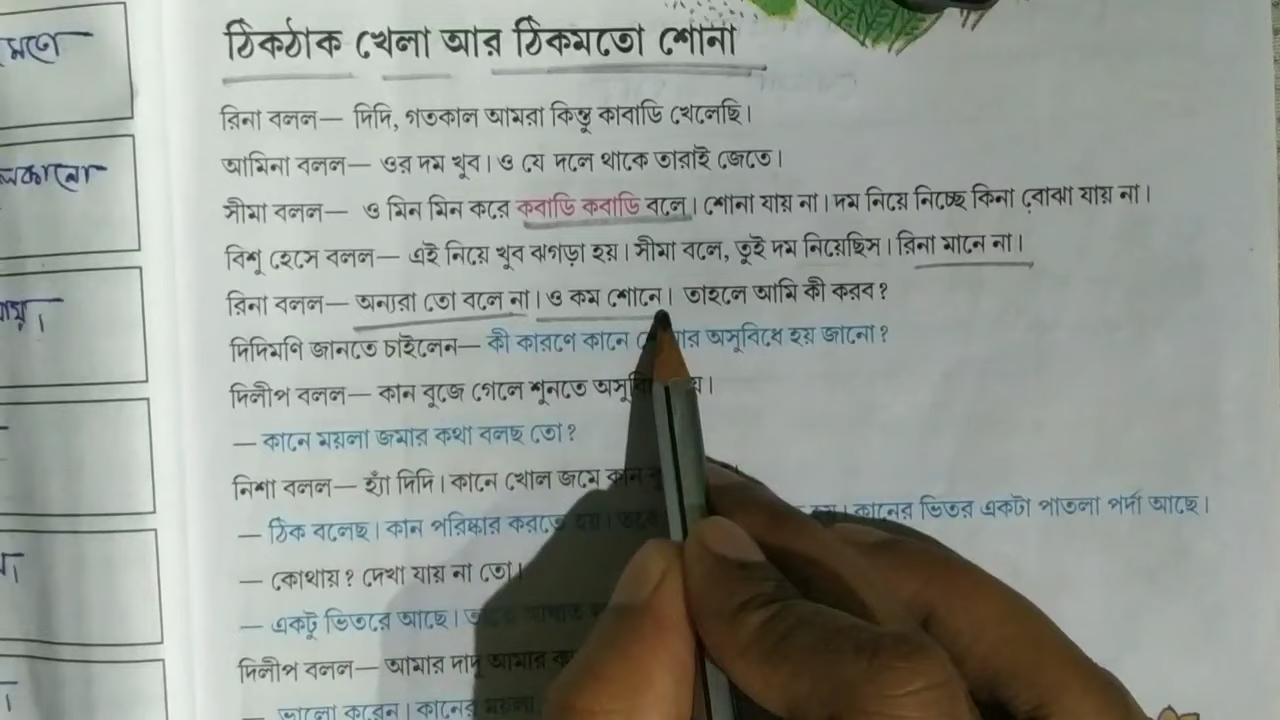 ঠিকঠাক খেলা আর ঠিকমতো শোনা
রিনা বলল— দিদি, গতকাল আমরা কিন্তু কাবাডি খেলেছি।
আমিনা বলল— ওর দম খুব। ও যে দলে থাকে তারাই জেতে।
সীমা বলল— ও মিন মিন করে কবাডি কবাডি বলে। শোনা যায় না। দম নিয়ে নিচ্ছে কিনা বোঝা যায় না।
বিশু হেসে বলল— এই নিয়ে খুব ঝগড়া হয়। সীমা বলে, তুই দম নিয়েছিস। রিনা মানে না।
রিনা বলল— অন্যরা তো বলে না। ও কম শোনে। তাহলে আমি কী করব?
দিদিমণি জানতে চাইলেন— কী কারণে কানে অসুবিধে হয় জানো?
দিলীপ বলল— কান বুজে গেলে শুনতে
— কানে ময়লা জমার কথা বলছ তো?
নিশা বলল— হ্যাঁ দিদি। কানে খোল জমে কান
— ঠিক বলেছ। কান পরিষ্কার করতে হয়। কানের ভিতর একটা পাতলা পর্দা আছে।
— কোথায়? দেখা যায় না তো।
— একটু ভিতরে আছে।
দিলীপ বলল— আমার দাদু আমার
— ভালো করেন। কানের ময়লা